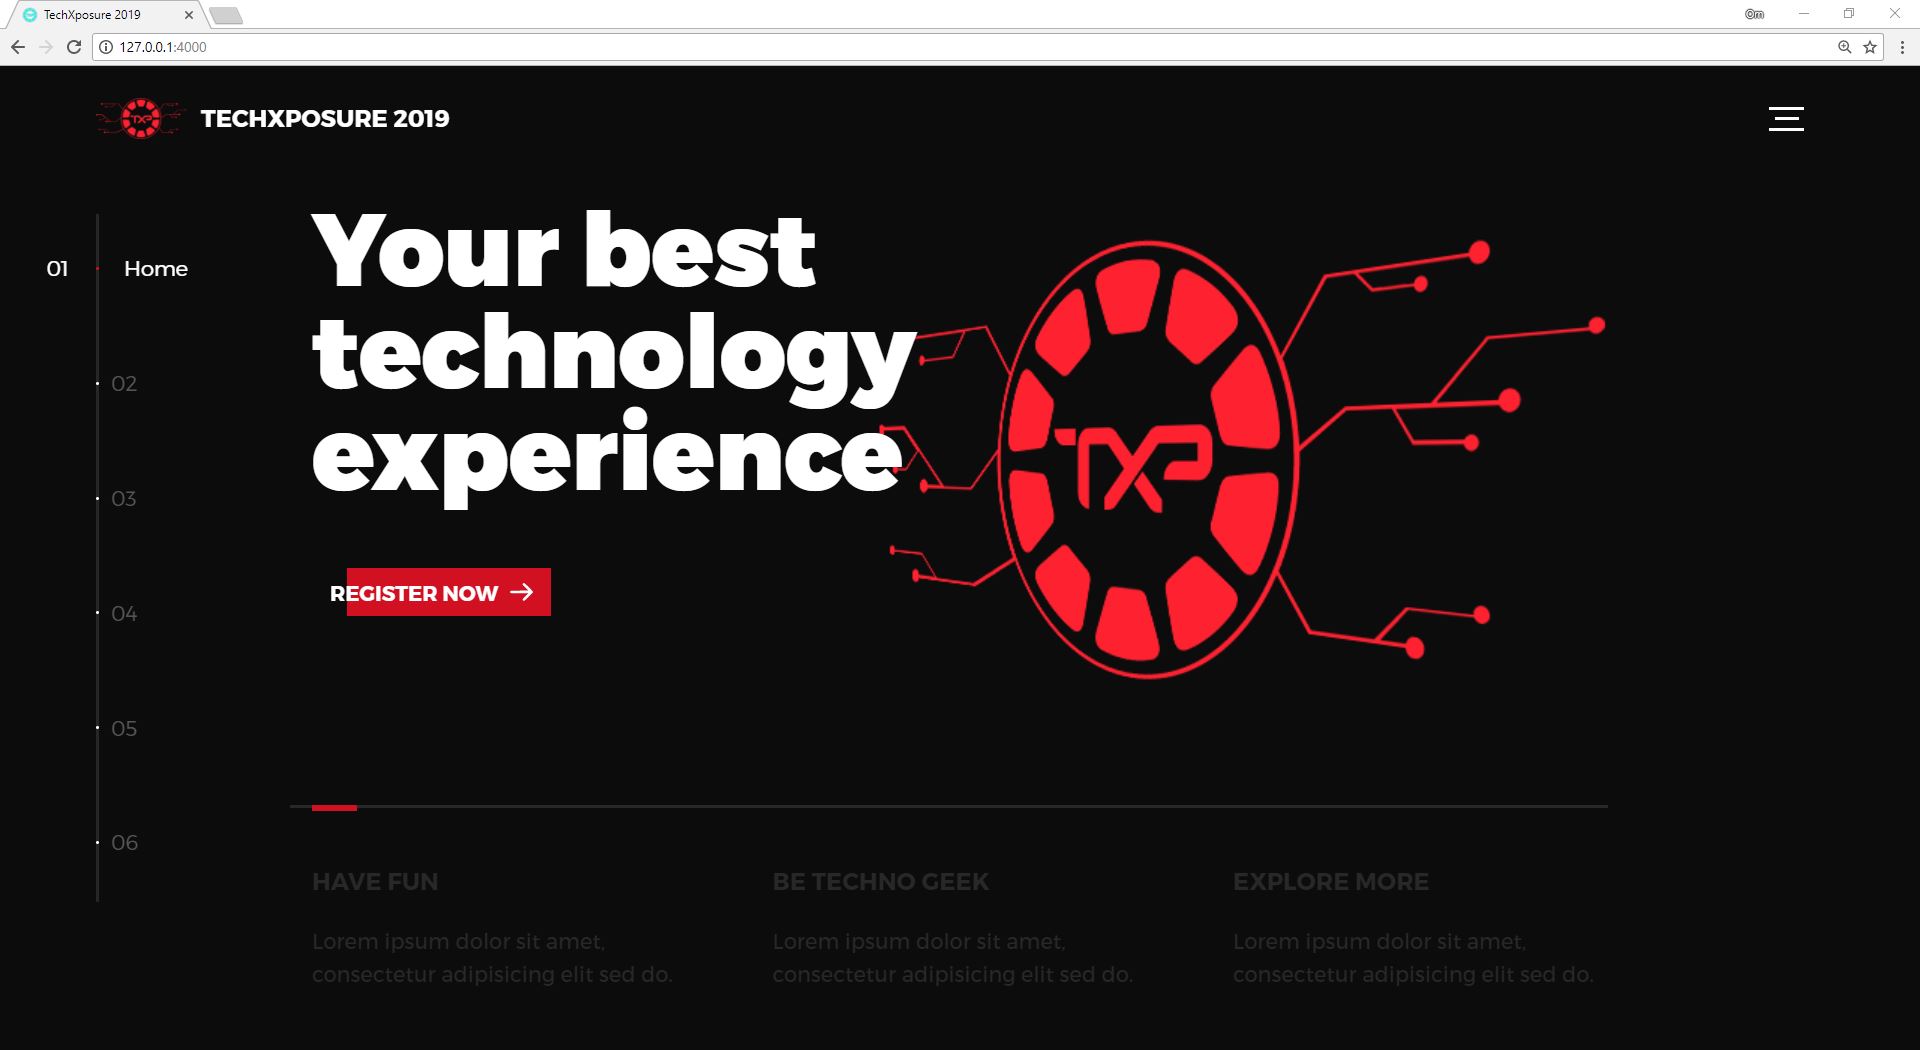 TechXposure 2019
Om
127.0.0.1:4000
TXP
TECHXPOSURE 2019
01
Home
02
03
04
05
06
Your best
technology
experience
TXP
REGISTER NOW
HAVE FUN
Lorem ipsum dolor sit amet,
consectetur adipisicing elit sed do.
BE TECHNO GEEK
Lorem ipsum dolor sit amet,
consectetur adipisicing elit sed do.
EXPLORE MORE
Lorem ipsum dolor sit amet,
consectetur adipisicing elit sed do.